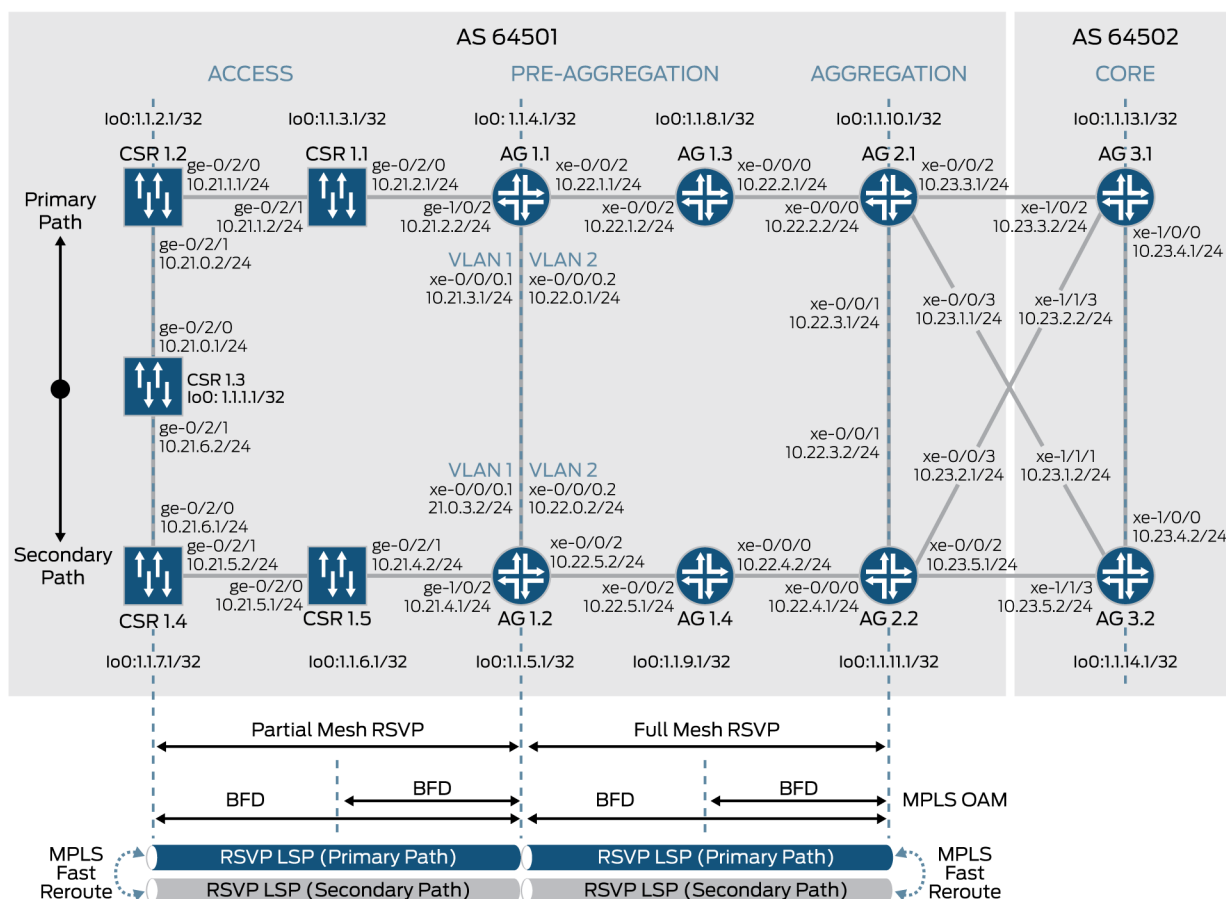 AS 64501
AS 64502
ACCESS
PRE-AGGREGATION
AGGREGATION
CORE
lo0:1.1.2.1/32
lo0:1.1.3.1/32
lo0: 1.1.4.1/32
lo0:1.1.8.1/32
lo0:1.1.10.1/32
lo0:1.1.13.1/32
CSR 1.2
CSR 1.1
AG 1.1
AG 1.3
AG 2.1
AG 3.1
Primary
Path
ge-0/2/0
10.21.1.1/24
ge-0/2/1
10.21.1.2/24
ge-0/2/0
10.21.2.1/24
ge-1/0/2
10.21.2.2/24
xe-0/0/2
10.22.1.1/24
xe-0/0/2
10.22.1.2/24
xe-0/0/0
10.22.2.1/24
xe-0/0/0
10.22.2.2/24
xe-0/0/2
10.23.3.1/24
xe-1/0/2
10.23.3.2/24
xe-1/0/0
10.23.4.1/24
ge-0/2/1
10.21.0.2/24
VLAN 1
xe-0/0/0.1
10.21.3.1/24
VLAN 2
xe-0/0/0.2
10.22.0.1/24
xe-0/0/1
10.22.3.1/24
xe-0/0/3
10.23.1.1/24
xe-1/1/3
10.23.2.2/24
ge-0/2/0
10.21.0.1/24
CSR 1.3
lo0: 1.1.1.1/32
ge-0/2/1
10.21.6.2/24
xe-0/0/1
10.22.3.2/24
VLAN 1
xe-0/0/0.1
21.0.3.2/24
VLAN 2
xe-0/0/0.2
10.22.0.2/24
xe-0/0/3
10.23.2.1/24
xe-1/1/1
10.23.1.2/24
Secondary
Path
ge-0/2/0
10.21.6.1/24
ge-0/2/1
10.21.5.2/24
ge-0/2/0
10.21.5.1/24
ge-0/2/1
10.21.4.2/24
ge-1/0/2
10.21.4.1/24
xe-0/0/2
10.22.5.2/24
xe-0/0/2
10.22.5.1/24
xe-0/0/0
10.22.4.2/24
xe-0/0/0
10.22.4.1/24
xe-0/0/2
10.23.5.1/24
xe-1/1/3
10.23.5.2/24
xe-1/0/0
10.23.4.2/24
CSR 1.4
CSR 1.5
AG 1.2
AG 1.4
AG 2.2
AG 3.2
lo0:1.1.7.1/32
lo0:1.1.6.1/32
lo0:1.1.5.1/32
lo0:1.1.9.1/32
lo0:1.1.11.1/32
lo0:1.1.14.1/32
Partial Mesh RSVP
Full Mesh RSVP
BFD
BFD
BFD
BFD
MPLS OAM
MPLS
Fast
Reroute
RSVP LSP (Primary Path)
RSVP LSP (Primary Path)
RSVP LSP (Secondary Path)
RSVP LSP (Secondary Path)
MPLS
Fast
Reroute